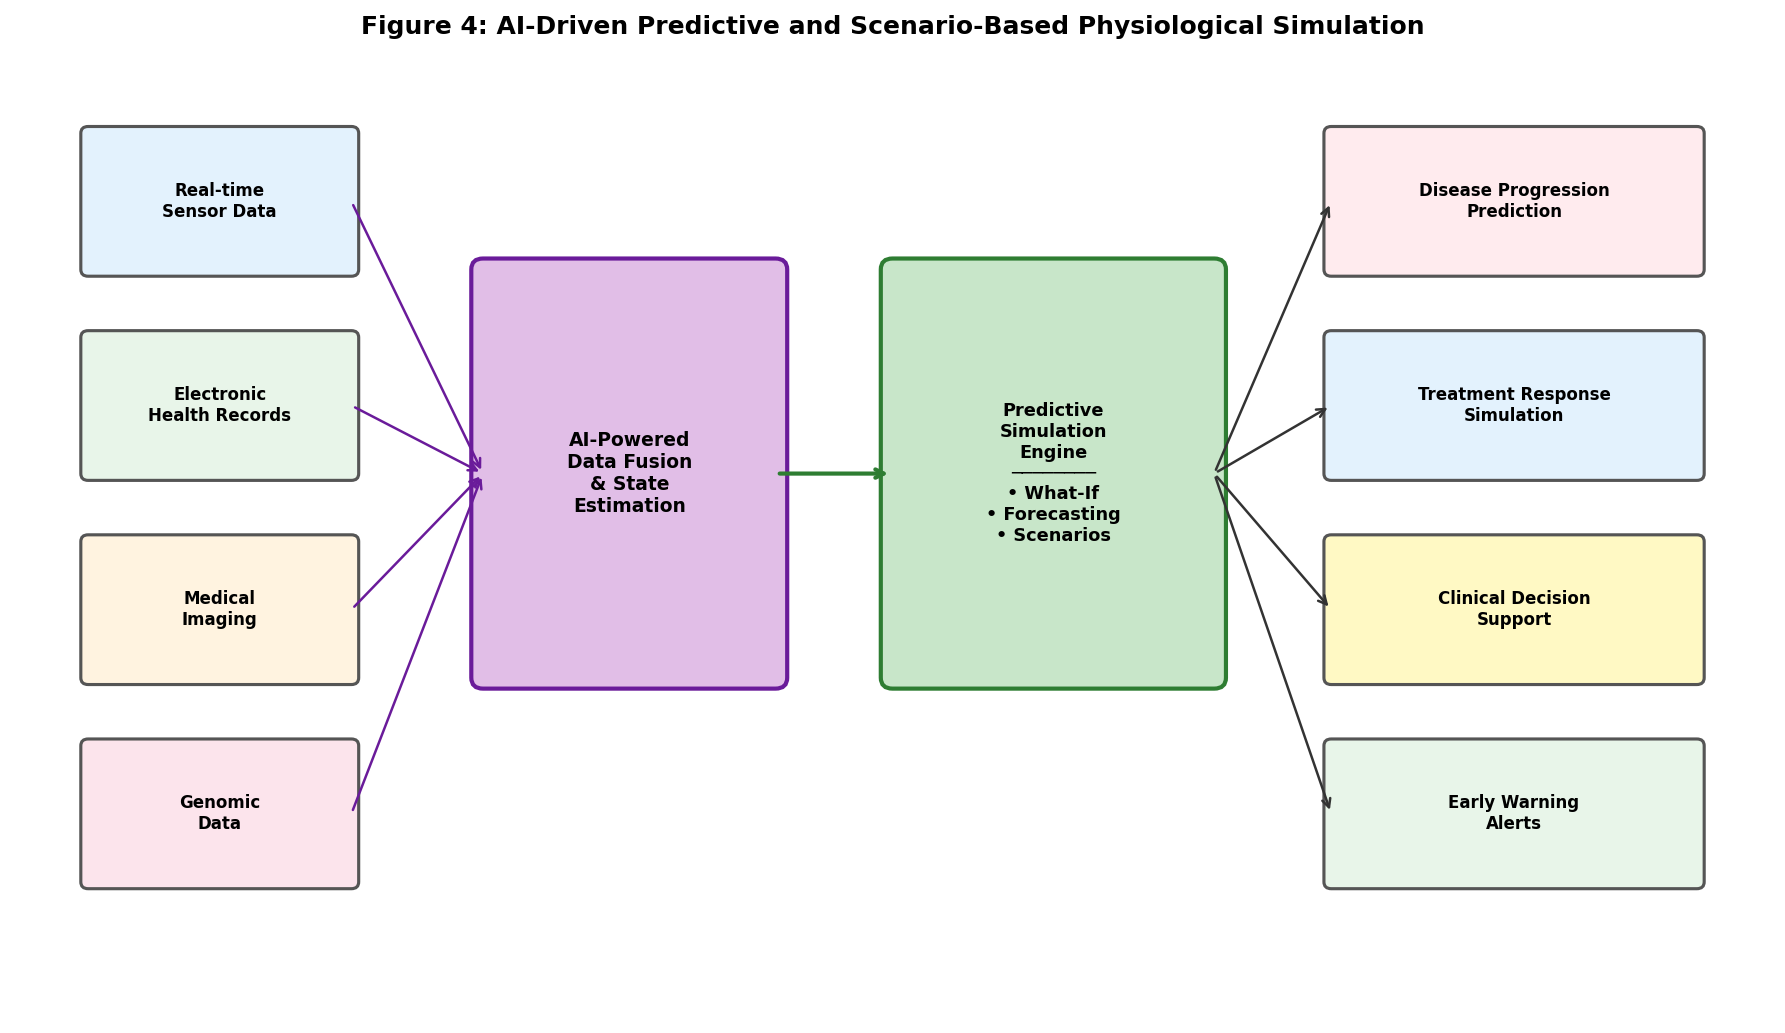 Figure 4: AI-Driven Predictive and Scenario-Based Physiological Simulation
Real-time
Sensor Data
Electronic
Health Records
Medical
Imaging
Genomic
Data
AI-Powered
Data Fusion
& State
Estimation
Predictive
Simulation
Engine
• What-If
• Forecasting
• Scenarios
Disease Progression
Prediction
Treatment Response
Simulation
Clinical Decision
Support
Early Warning
Alerts